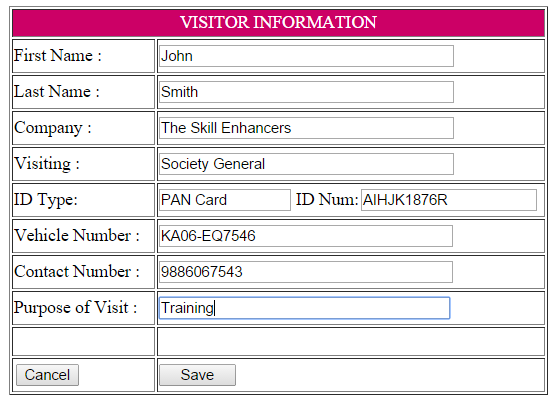 VISITOR INFORMATION
First Name : John
Last Name : Smith
Company : The Skill Enhancers
Visiting : Society General
ID Type: PAN Card ID Num: AIHJK1876R
Vehicle Number : KA06-EQ7546
Contact Number : 9886067543
Purpose of Visit : Training
Cancel Save